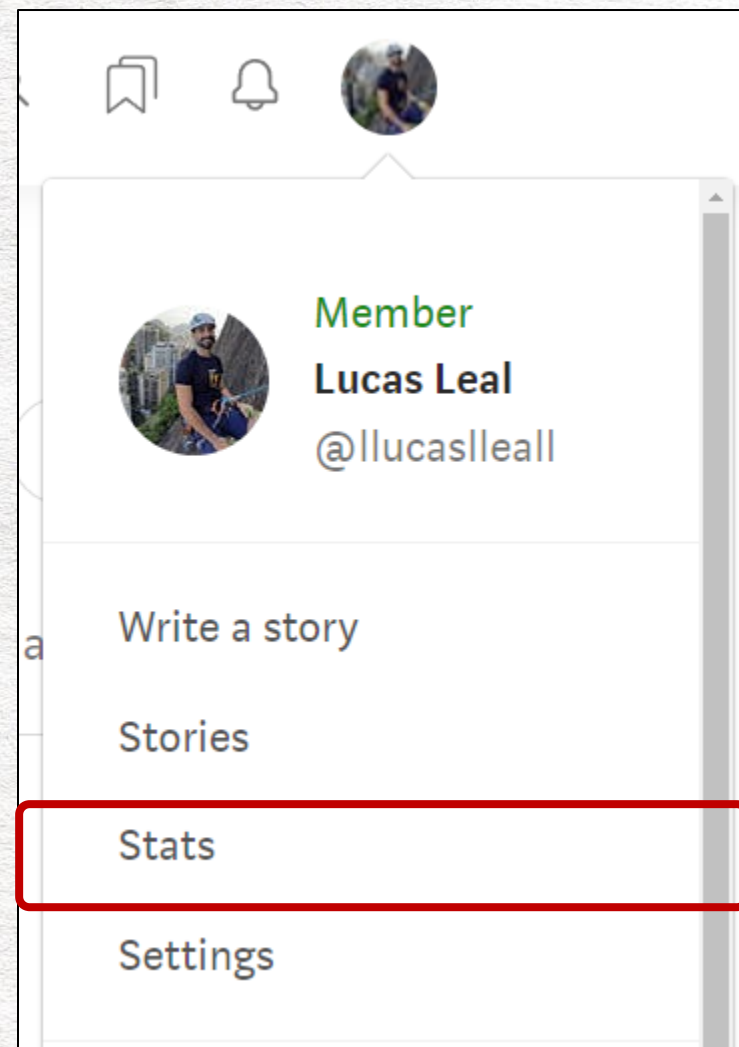 Member
Lucas Leal
@llucaslleall
Write a story
a
Stories
Stats
Settings